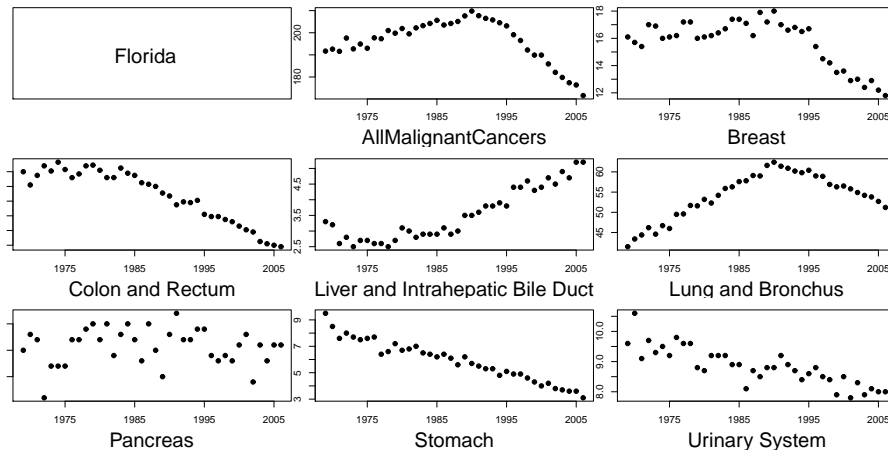 Florida
180 200
1975 1985 1995 2005
AllMalignantCancers
12 14 16 18
1975 1985 1995 2005
Breast
1975 1985 1995 2005
Colon and Rectum
2.5 3.5 4.5
1975 1985 1995 2005
Liver and Intrahepatic Bile Duct
45 50 55 60
1975 1985 1995 2005
Lung and Bronchus
1975 1985 1995 2005
Pancreas
3 5 7 9
1975 1985 1995 2005
Stomach
8.0 9.0 10.0
1975 1985 1995 2005
Urinary System